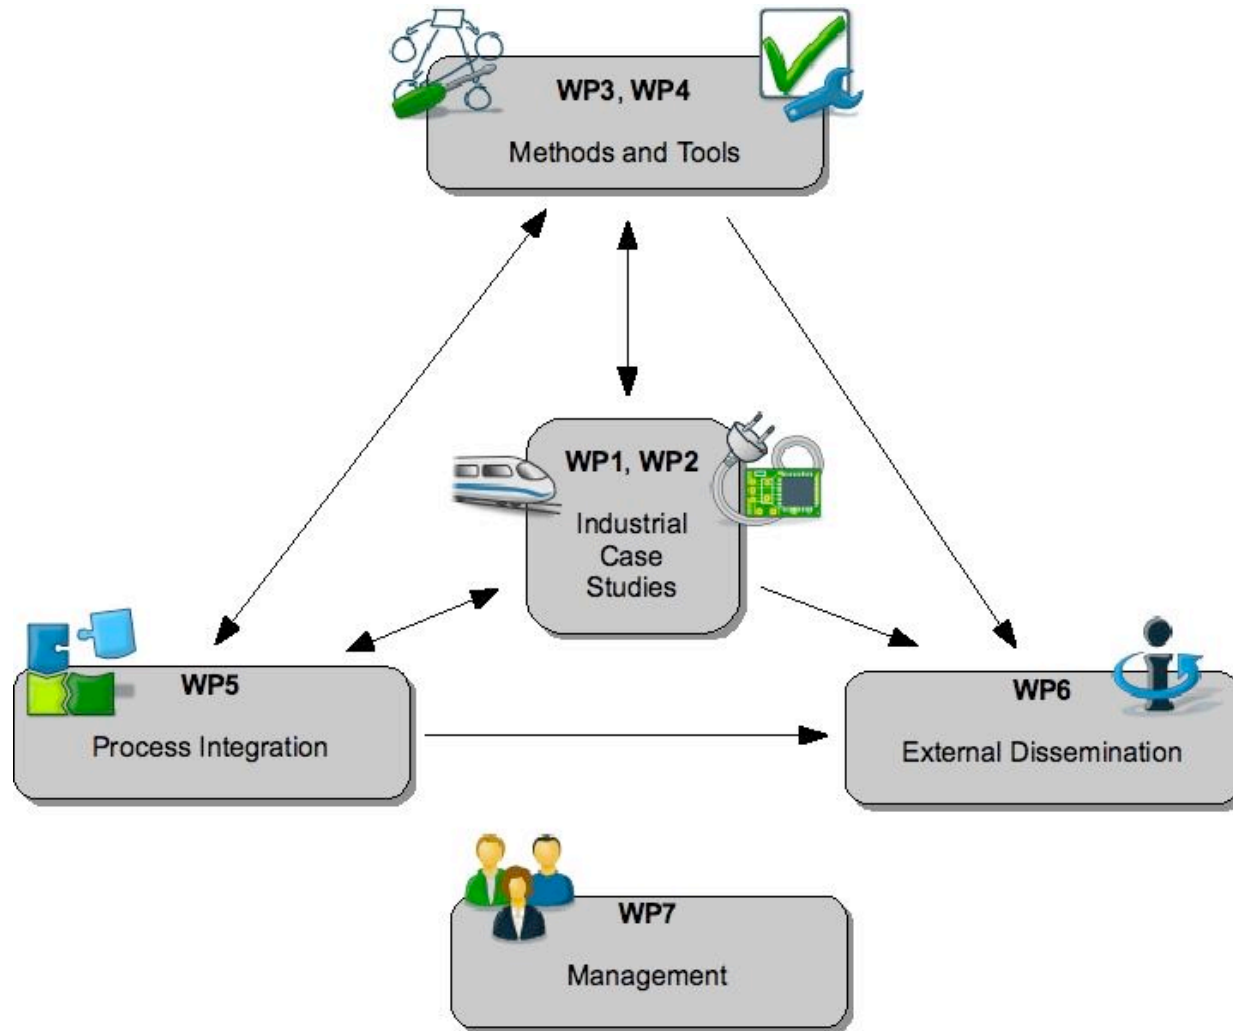 WP3, WP4
Methods and Tools
WP1, WP2
Industrial
Case
Studies
WP5
Process Integration
WP6
External Dissemination
WP7
Management